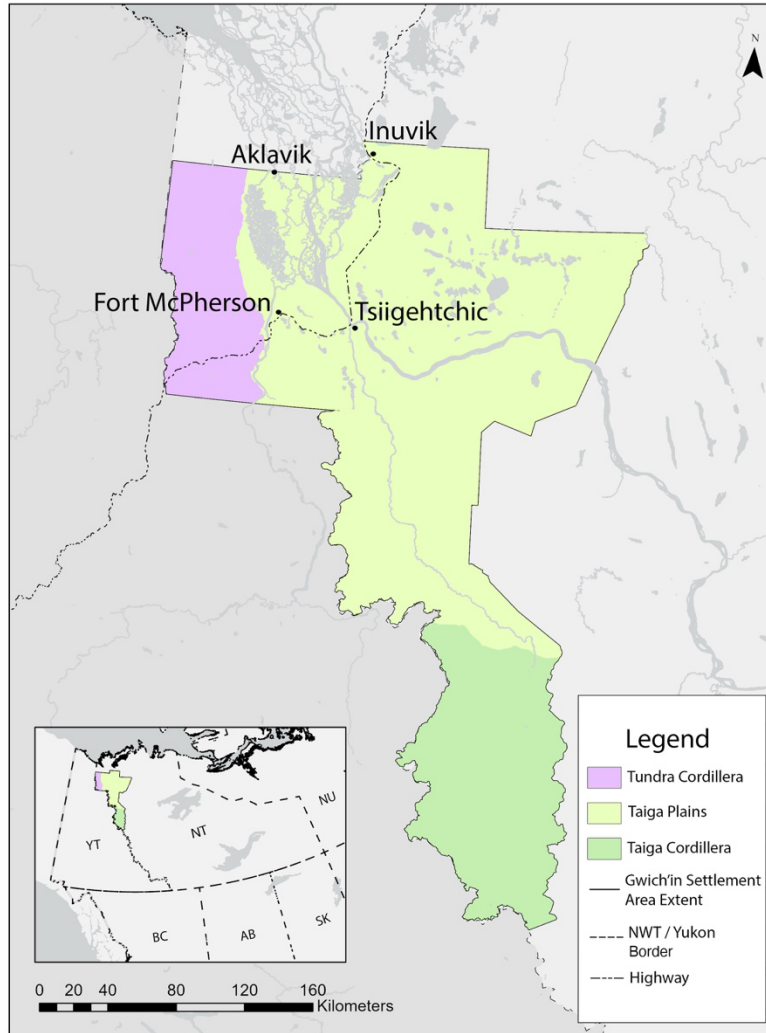 N
Inuvik
Aklavik
Fort McPherson
Tsiigehtchic
Legend
Tundra Cordillera
Taiga Plains
Taiga Cordillera
Gwich'in Settlement
Area Extent
NWT / Yukon
Border
Highway
NU
YT
NT
BC
AB
SK
0 20 40 80 120 160
Kilometers